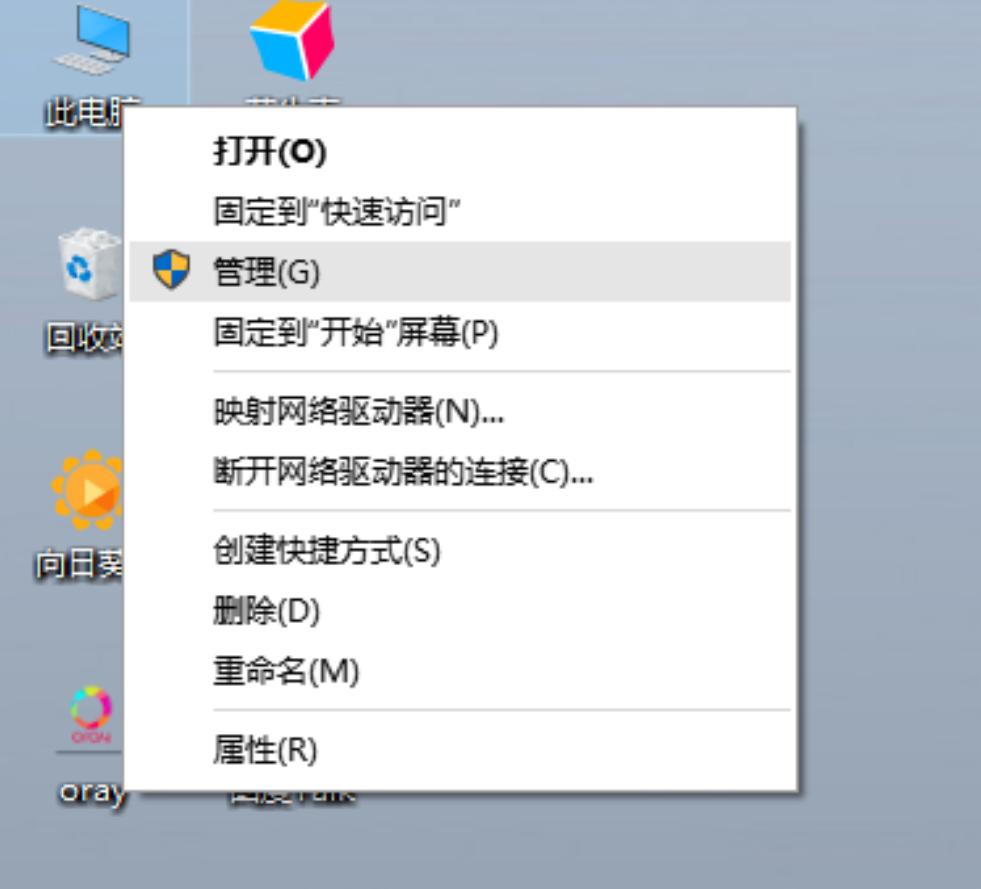 此电脑
打开(O)
固定到"快速访问"
管理(G)
固定到"开始"屏幕(P)
映射网络驱动器(N)...
断开网络驱动器的连接(C)...
创建快捷方式(S)
删除(D)
重命名(M)
属性(R)
回收站
向日葵
oray
oray